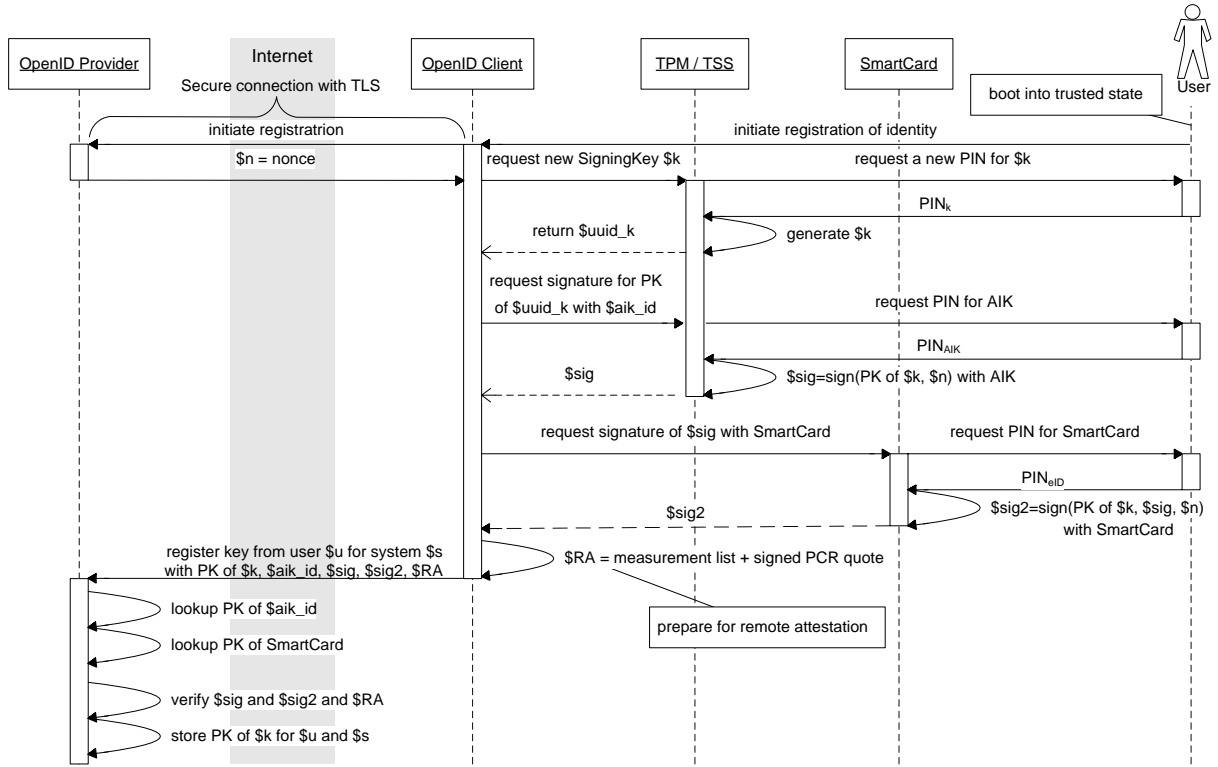 Internet
OpenID Provider
OpenID Client
TPM / TSS
SmartCard
User
Secure connection with TLS
boot into trusted state
initiate registratrion
initiate registration of identity
$n = nonce
request new SigningKey $k
request a new PIN for $k
PINk
return $uuid_k
generate $k
request signature for PK
of $uuid_k with $aik_id
request PIN for AIK
PINAIK
$sig
$sig=sign(PK of $k, $n) with AIK
request signature of $sig with SmartCard
request PIN for SmartCard
PINeID
$sig2
$sig2=sign(PK of $k, $sig, $n)
with SmartCard
register key from user $u for system $s
with PK of $k, $aik_id, $sig, $sig2, $RA
$RA = measurement list + signed PCR quote
lookup PK of $aik_id
prepare for remote attestation
lookup PK of SmartCard
verify $sig and $sig2 and $RA
store PK of $k for $u and $s